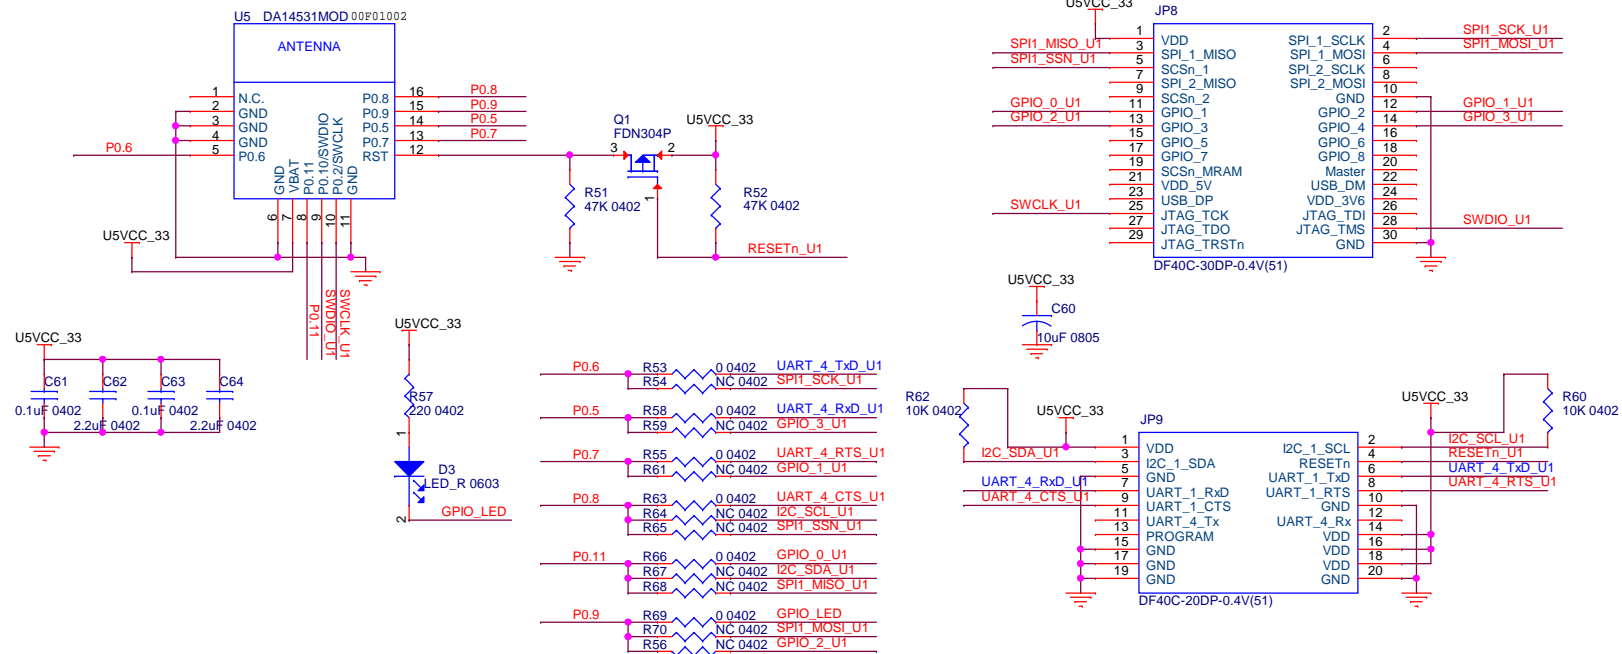 U5 DA14531MOD 00F01002
ANTENNA
1 N.C.
2 GND
3 GND
4 GND
5 P0.6
P0.6
P0.8 16 P0.8
P0.9 15 P0.9
P0.5 14 P0.5
P0.7 13 P0.7
RST 12
GND 6
VBAT 7
P0.11 8
P0.10/SWDIO 9
P0.2/SWCLK 10
GND 11
U5VCC_33
P0.11
SWDIO_U1
SWCLK_U1
Q1
FDN304P
3
2
1
U5VCC_33
R51
47K 0402
R52
47K 0402
RESETn_U1
U5VCC_33
C61
0.1uF 0402
C62
2.2uF 0402
C63
0.1uF 0402
C64
2.2uF 0402
U5VCC_33
R57
220 0402
1
D3
LED_R 0603
2
GPIO_LED
P0.6
R53 0 0402 UART_4_TxD_U1
R54 NC 0402 SPI1_SCK_U1
P0.5
R58 0 0402 UART_4_RxD_U1
R59 NC 0402 GPIO_3_U1
P0.7
R55 0 0402 UART_4_RTS_U1
R61 NC 0402 GPIO_1_U1
P0.8
R63 0 0402 UART_4_CTS_U1
R64 NC 0402 I2C_SCL_U1
R65 NC 0402 SPI1_SSN_U1
P0.11
R66 0 0402 GPIO_0_U1
R67 NC 0402 I2C_SDA_U1
R68 NC 0402 SPI1_MISO_U1
P0.9
R69 0 0402 GPIO_LED
R70 NC 0402 SPI1_MOSI_U1
R56 NC 0402 GPIO_2_U1
U5VCC_33
JP8
1 VDD SPI_1_SCLK 2 SPI1_SCK_U1
SPI1_MISO_U1 3 SPI_1_MISO SPI_1_MOSI 4 SPI1_MOSI_U1
SPI1_SSN_U1 5 SCSn_1 SPI_2_SCLK 6
7 SPI_2_MISO SPI_2_MOSI 8
9 SCSn_2 GND 10
GPIO_0_U1 11 GPIO_1 GPIO_2 12 GPIO_1_U1
GPIO_2_U1 13 GPIO_3 GPIO_4 14 GPIO_3_U1
15 GPIO_5 GPIO_6 16
17 GPIO_7 GPIO_8 18
19 SCSn_MRAM Master 20
21 VDD_5V USB_DM 22
23 USB_DP VDD_3V6 24
SWCLK_U1 25 JTAG_TCK JTAG_TDI 26
27 JTAG_TDO JTAG_TMS 28 SWDIO_U1
29 JTAG_TRSTn GND 30
DF40C-30DP-0.4V(51)
U5VCC_33
C60
10uF 0805
R62
10K 0402
U5VCC_33
JP9
U5VCC_33
R60
10K 0402
1 VDD I2C_1_SCL 2 I2C_SCL_U1
I2C_SDA_U1 3 I2C_1_SDA RESETn 4 RESETn_U1
5 GND UART_1_TxD 6 UART_4_TxD_U1
UART_4_RxD_U1 7 UART_1_RxD UART_1_RTS 8 UART_4_RTS_U1
UART_4_CTS_U1 9 UART_1_CTS GND 10
11 UART_4_Tx UART_4_Rx 12
13 PROGRAM VDD 14
15 GND VDD 16
17 GND VDD 18
19 GND GND 20
DF40C-20DP-0.4V(51)